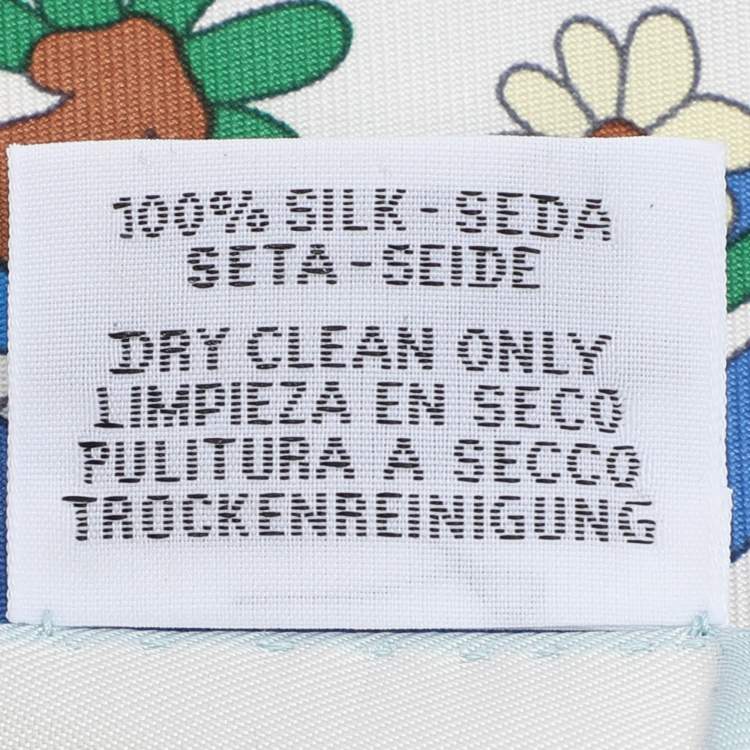 100% SILK-SEDA
SETA-SEIDE
DRY CLEAN ONLY
LIMPIEZA EN SECO
PULITURA A SECCO
TROCKENREINIGUNG